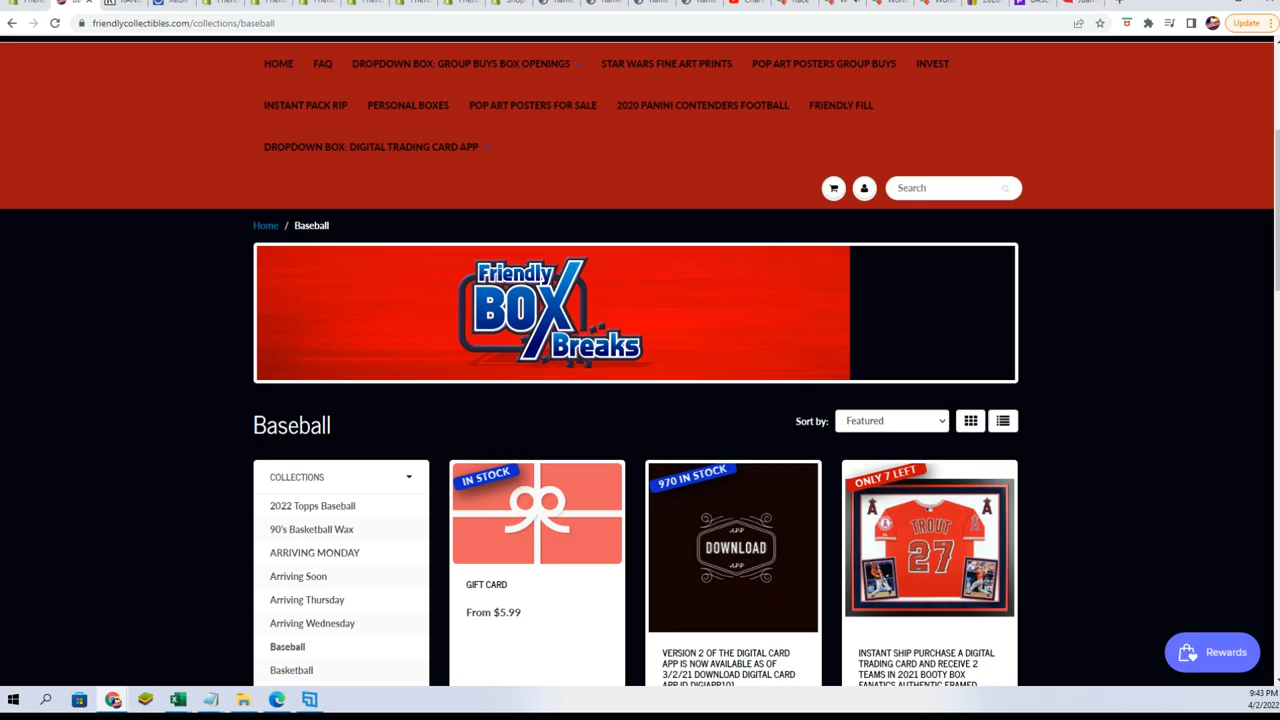 friendlycollectibles.com/collections/baseball
Update
HOME FAQ DROPDOWN BOX: GROUP BUYS BOX OPENINGS STAR WARS FINE ART PRINTS POP ART POSTERS GROUP BUYS INVEST
INSTANT PACK RIP PERSONAL BOXES POP ART POSTERS FOR SALE 2020 PANINI CONTENDERS FOOTBALL FRIENDLY FILL
DROPDOWN BOX: DIGITAL TRADING CARD APP
Search
Home / Baseball
Friendly
BOX
Breaks
Baseball
Sort by: Featured
COLLECTIONS
2022 Topps Baseball
90's Basketball Wax
ARRIVING MONDAY
Arriving Soon
Arriving Thursday
Arriving Wednesday
Baseball
Basketball
IN STOCK
GIFT CARD
From $5.99
970 IN STOCK
APP
DOWNLOAD
APP
VERSION 2 OF THE DIGITAL CARD
APP IS NOW AVAILABLE AS OF
3/2/21 DOWNLOAD DIGITAL CARD
ONLY 7 LEFT
TROUT
27
INSTANT SHIP PURCHASE A DIGITAL
TRADING CARD AND RECEIVE 2
TEAMS IN 2021 BOOTY BOX
FANATICS AUTHENTIC FRAMED
Rewards
9:43 PM
4/2/2022